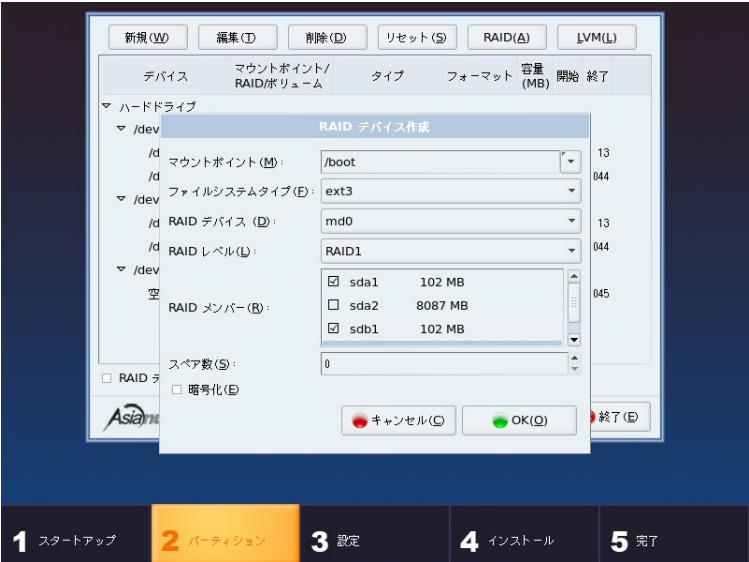 新規(W) 編集(T) 削除(D) リセット(S) RAID(A) LVM(L)
デバイス マウントポイント/ RAID/ボリューム タイプ フォーマット 容量 (MB) 開始 終了
ハードドライブ
/dev
/d 13
/d 044
/dev
/d 13
/d 044
/dev
空 045
RAID デバイス作成
マウントポイント(M): /boot
ファイルシステムタイプ(F): ext3
RAID デバイス (D): md0
RAID レベル(L): RAID1
RAID メンバー(R):
sda1 102 MB
sda2 8087 MB
sdb1 102 MB
スペア数(S): 0
暗号化(E)
キャンセル(C) OK(O)
RAID デ
Asianu
終了(E)
1 スタートアップ
2 パーティション
3 設定
4 インストール
5 完了